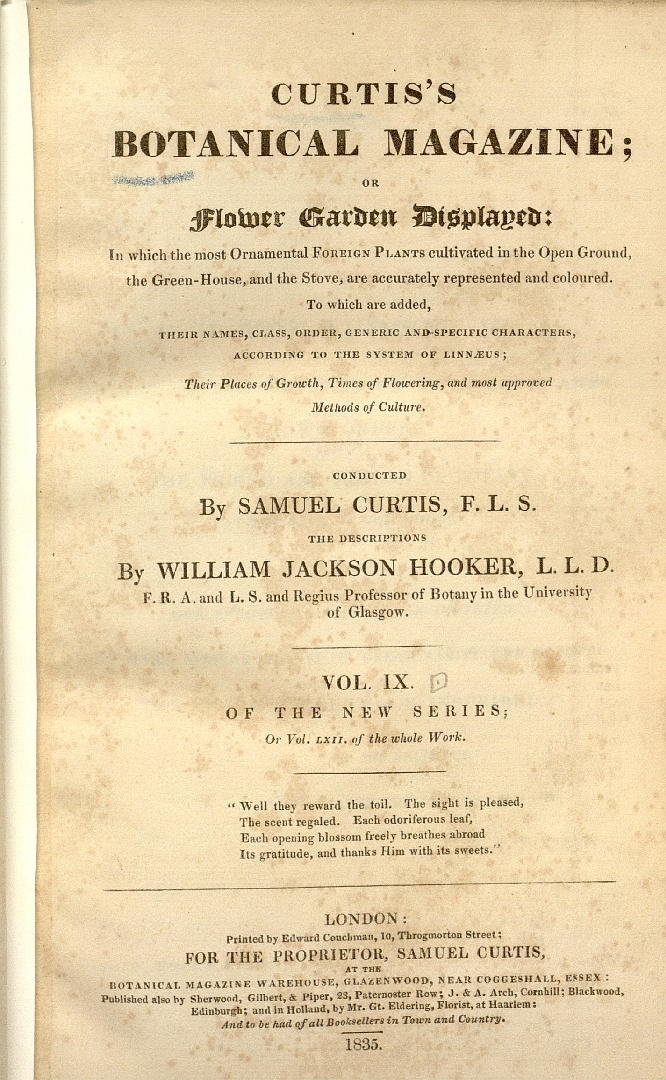 CURTIS'S
BOTANICAL MAGAZINE;
OR
Flower Garden Displayed:
In which the most Ornamental FOREIGN PLANTS cultivated in the Open Ground,
the Green-House, and the Stove, are accurately represented and coloured.
To which are added,
THEIR NAMES, CLASS, ORDER, GENERIC AND SPECIFIC CHARACTERS,
ACCORDING TO THE SYSTEM OF LINNÆUS;
Their Places of Growth, Times of Flowering, and most approved
Methods of Culture.
CONDUCTED
By SAMUEL CURTIS, F. L. S.
THE DESCRIPTIONS
By WILLIAM JACKSON HOOKER, L. L. D.
F. R. A. and L. S. and Regius Professor of Botany in the University
of Glasgow.
VOL. IX.
OF THE NEW SERIES;
Or Vol. LXII. of the whole Work.
"Well they reward the toil. The sight is pleased,
The scent regaled. Each odoriferous leaf,
Each opening blossom freely breathes abroad
Its gratitude, and thanks Him with its sweets."
LONDON:
Printed by Edward Couchman, 10, Throgmorton Street:
FOR THE PROPRIETOR, SAMUEL CURTIS,
AT THE
BOTANICAL MAGAZINE WAREHOUSE, GLAZENWOOD, NEAR COGGESHALL, ESSEX:
Published also by Sherwood, Gilbert, & Piper, 23, Paternoster Row; J. & A. Arch, Cornhill; Blackwood,
Edinburgh; and in Holland, by Mr. Gt. Eldering, Florist, at Haarlem:
And to be had of all Booksellers in Town and Country.
1835.